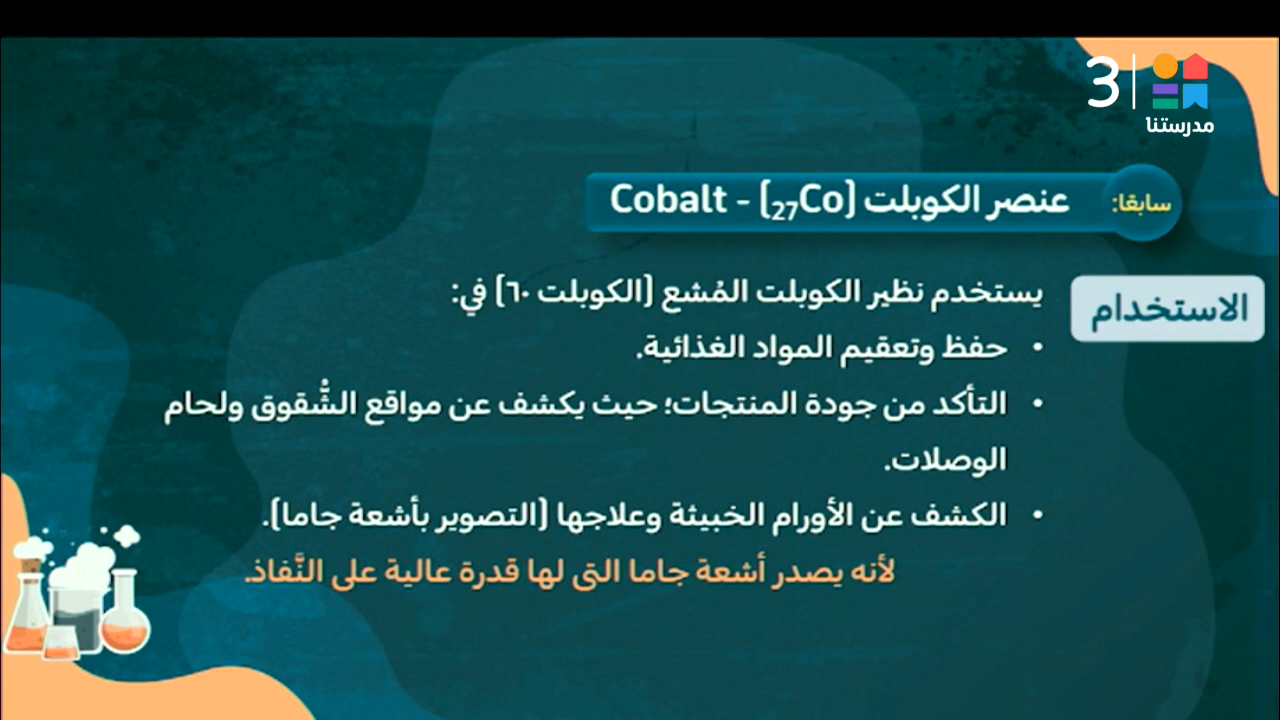 3
مدرستنا
سابقًا:
عنصر الكوبلت (₂₇Co) - Cobalt
الاستخدام
يستخدم نظير الكوبلت المُشع (الكوبلت ٦٠) في:
• حفظ وتعقيم المواد الغذائية.
• التأكد من جودة المنتجات؛ حيث يكشف عن مواقع الشُّقوق ولحام
الوصلات.
• الكشف عن الأورام الخبيثة وعلاجها (التصوير بأشعة جاما).
لأنه يصدر أشعة جاما التى لها قدرة عالية على النَّفاذ.